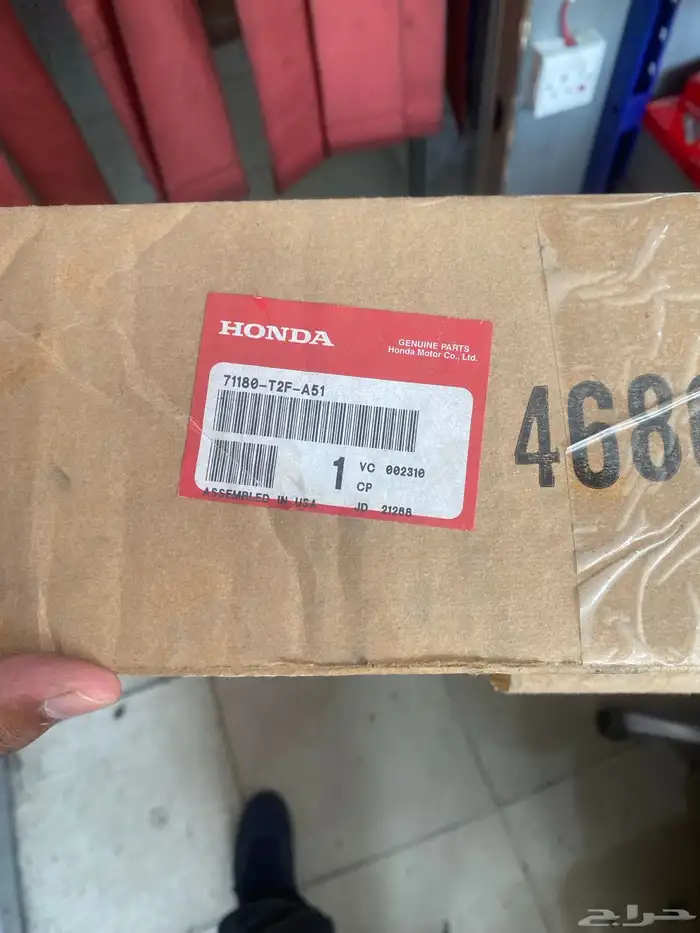 HONDA
GENUINE PARTS
Honda Motor Co., Ltd.
71180-T2F-A51
1
VC 002310
CP
ASSEMBLED IN USA
JD 21268
468
حراج